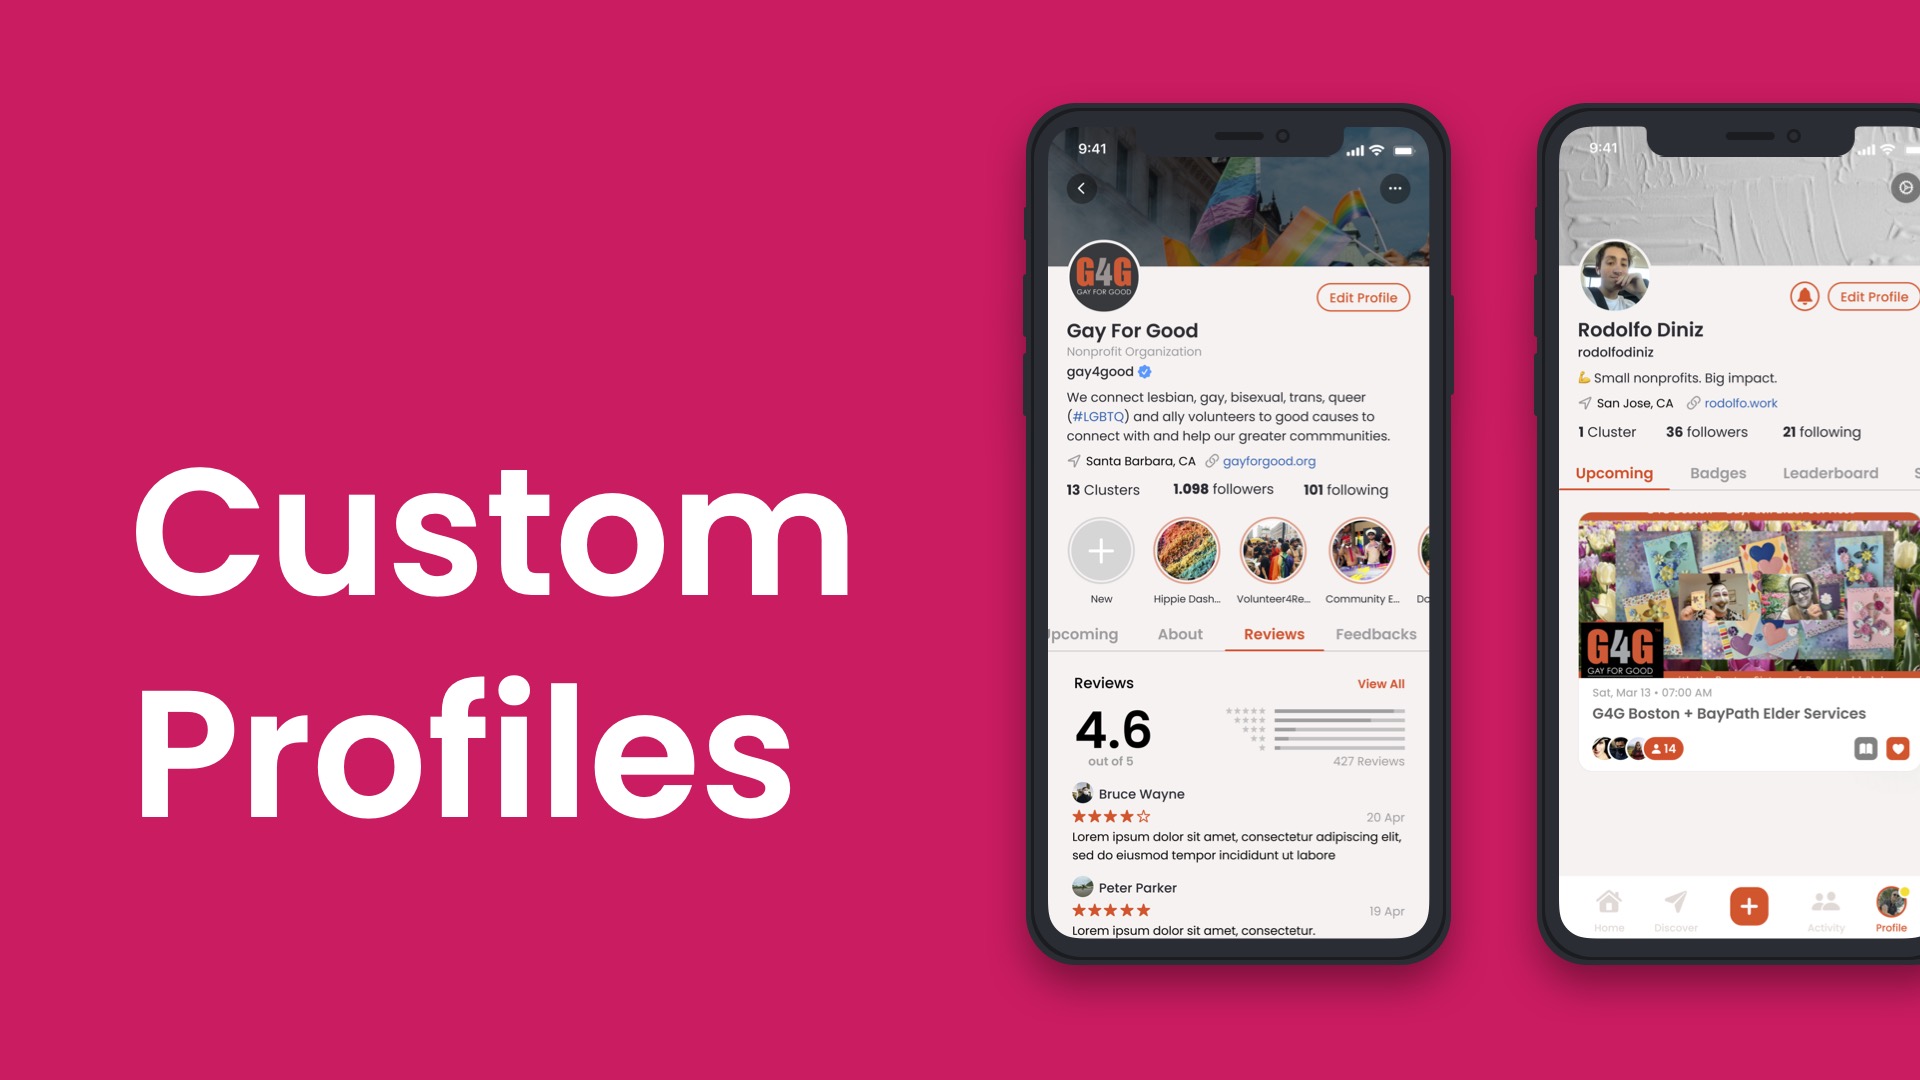 Custom
Profiles
9:41
G4G
GAY FOR GOOD
Edit Profile
Gay For Good
Nonprofit Organization
gay4good
We connect lesbian, gay, bisexual, trans, queer
(#LGBTQ) and ally volunteers to good causes to
connect with and help our greater commmunities.
Santa Barbara, CA gayforgood.org
13 Clusters 1.098 followers 101 following
New Hippie Dash... Volunteer4Re... Community E...
pcoming About Reviews Feedbacks
Reviews View All
4.6
out of 5
427 Reviews
Bruce Wayne
20 Apr
Lorem ipsum dolor sit amet, consectetur adipiscing elit,
sed do eiusmod tempor incididunt ut labore
Peter Parker
19 Apr
Lorem ipsum dolor sit amet, consectetur.
9:41
Edit Profile
Rodolfo Diniz
rodolfodiniz
💪 Small nonprofits. Big impact.
San Jose, CA rodolfo.work
1 Cluster 36 followers 21 following
Upcoming Badges Leaderboard S
G4G
GAY FOR GOOD
Sat, Mar 13 • 07:00 AM
G4G Boston + BayPath Elder Services
14
Home Discover Activity Profile